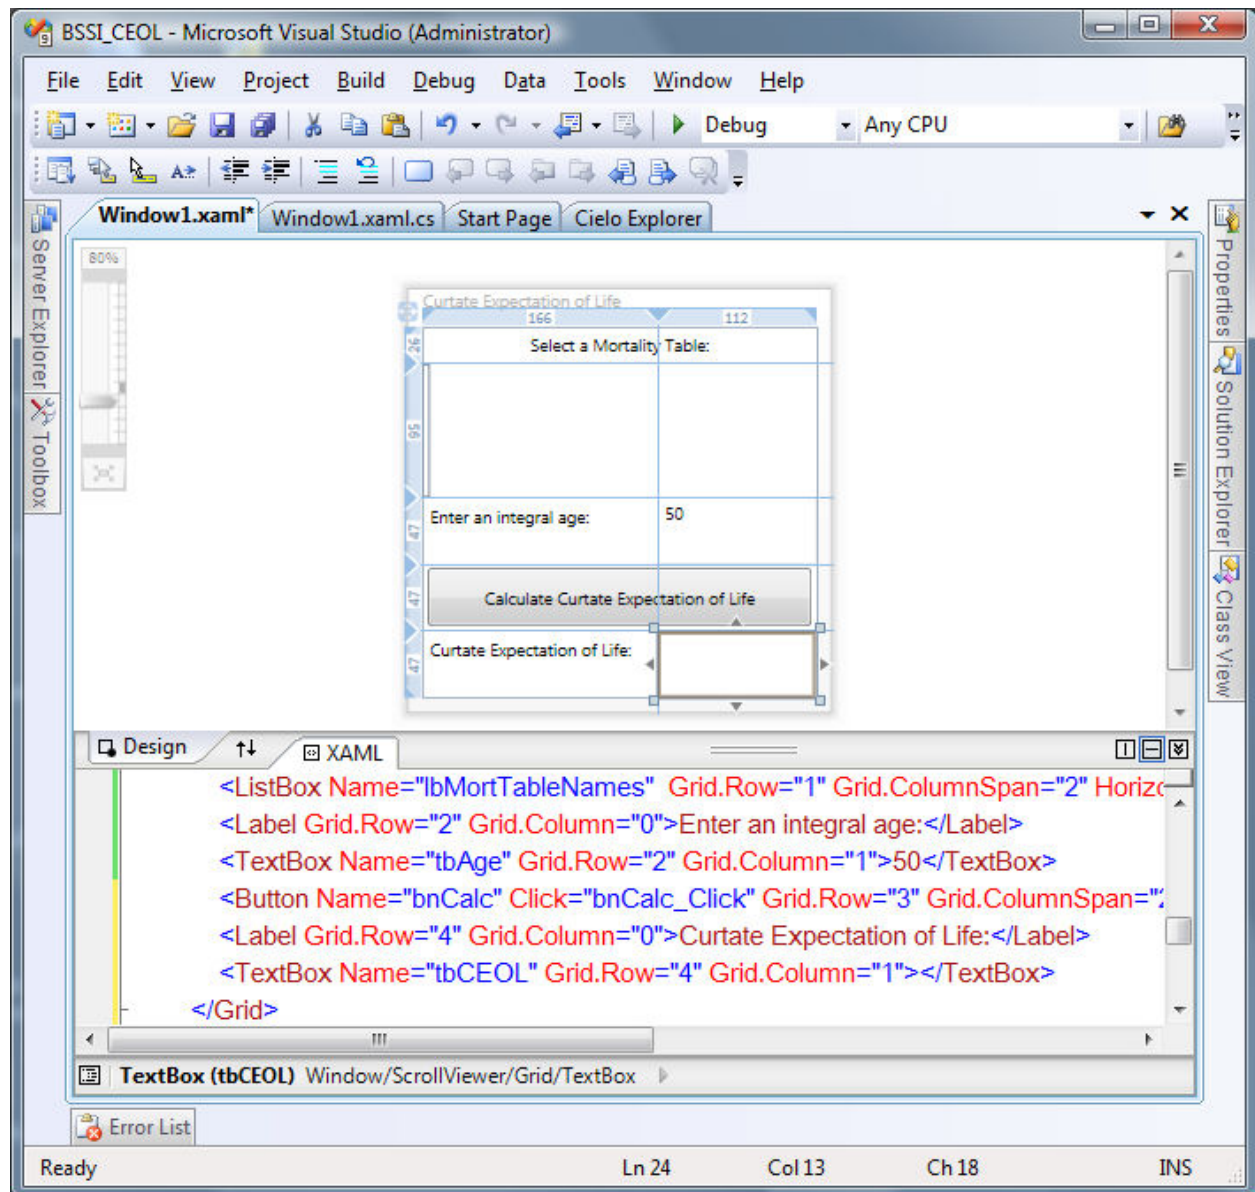 BSSI_CEOL - Microsoft Visual Studio (Administrator)
File Edit View Project Build Debug Data Tools Window Help
Debug Any CPU
Window1.xaml* Window1.xaml.cs Start Page Cielo Explorer
Server Explorer
Toolbox
Properties
Solution Explorer
Class View
80%
Curtate Expectation of Life
166 112
26
Select a Mortality Table:
95
47
Enter an integral age: 50
47
Calculate Curtate Expectation of Life
47
Curtate Expectation of Life:
Design XAML
<ListBox Name="lbMortTableNames" Grid.Row="1" Grid.ColumnSpan="2" Horizo
<Label Grid.Row="2" Grid.Column="0">Enter an integral age:</Label>
<TextBox Name="tbAge" Grid.Row="2" Grid.Column="1">50</TextBox>
<Button Name="bnCalc" Click="bnCalc_Click" Grid.Row="3" Grid.ColumnSpan="2
<Label Grid.Row="4" Grid.Column="0">Curtate Expectation of Life:</Label>
<TextBox Name="tbCEOL" Grid.Row="4" Grid.Column="1"></TextBox>
</Grid>
TextBox (tbCEOL) Window/ScrollViewer/Grid/TextBox
Error List
Ready Ln 24 Col 13 Ch 18 INS